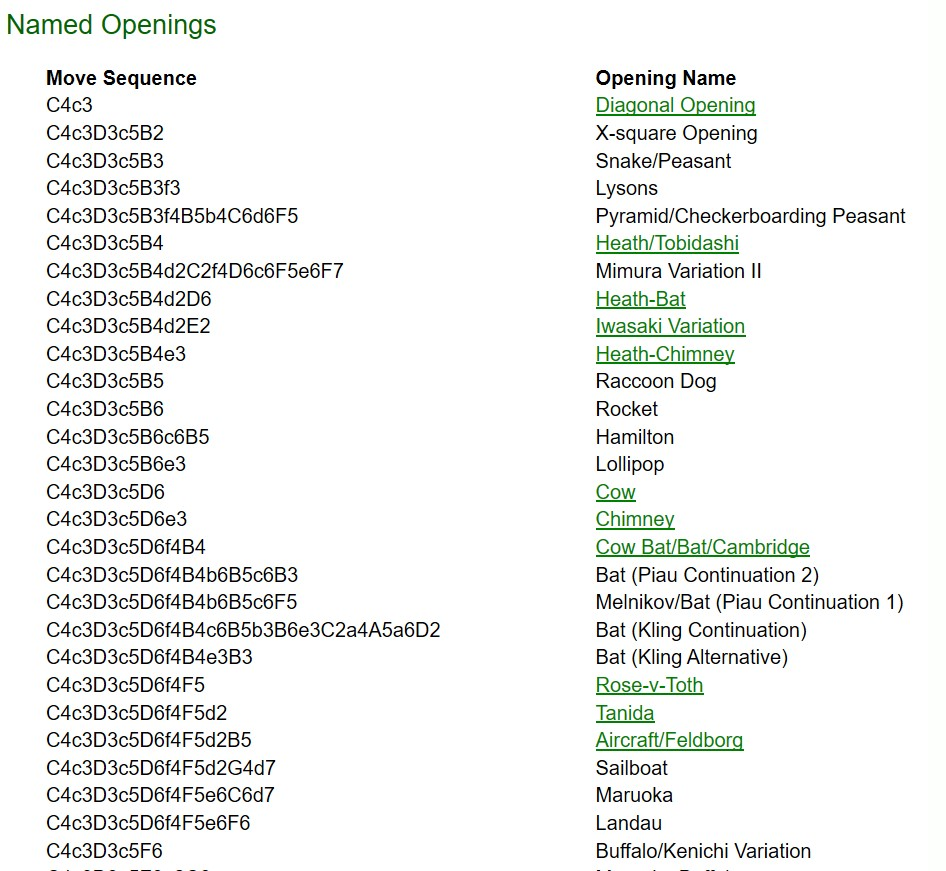 Named Openings
Move Sequence Opening Name
C4c3 Diagonal Opening
C4c3D3c5B2 X-square Opening
C4c3D3c5B3 Snake/Peasant
C4c3D3c5B3f3 Lysons
C4c3D3c5B3f4B5b4C6d6F5 Pyramid/Checkerboarding Peasant
C4c3D3c5B4 Heath/Tobidashi
C4c3D3c5B4d2C2f4D6c6F5e6F7 Mimura Variation II
C4c3D3c5B4d2D6 Heath-Bat
C4c3D3c5B4d2E2 Iwasaki Variation
C4c3D3c5B4e3 Heath-Chimney
C4c3D3c5B5 Raccoon Dog
C4c3D3c5B6 Rocket
C4c3D3c5B6c6B5 Hamilton
C4c3D3c5B6e3 Lollipop
C4c3D3c5D6 Cow
C4c3D3c5D6e3 Chimney
C4c3D3c5D6f4B4 Cow Bat/Bat/Cambridge
C4c3D3c5D6f4B4b6B5c6B3 Bat (Piau Continuation 2)
C4c3D3c5D6f4B4b6B5c6F5 Melnikov/Bat (Piau Continuation 1)
C4c3D3c5D6f4B4c6B5b3B6e3C2a4A5a6D2 Bat (Kling Continuation)
C4c3D3c5D6f4B4e3B3 Bat (Kling Alternative)
C4c3D3c5D6f4F5 Rose-v-Toth
C4c3D3c5D6f4F5d2 Tanida
C4c3D3c5D6f4F5d2B5 Aircraft/Feldborg
C4c3D3c5D6f4F5d2G4d7 Sailboat
C4c3D3c5D6f4F5e6C6d7 Maruoka
C4c3D3c5D6f4F5e6F6 Landau
C4c3D3c5F6 Buffalo/Kenichi Variation